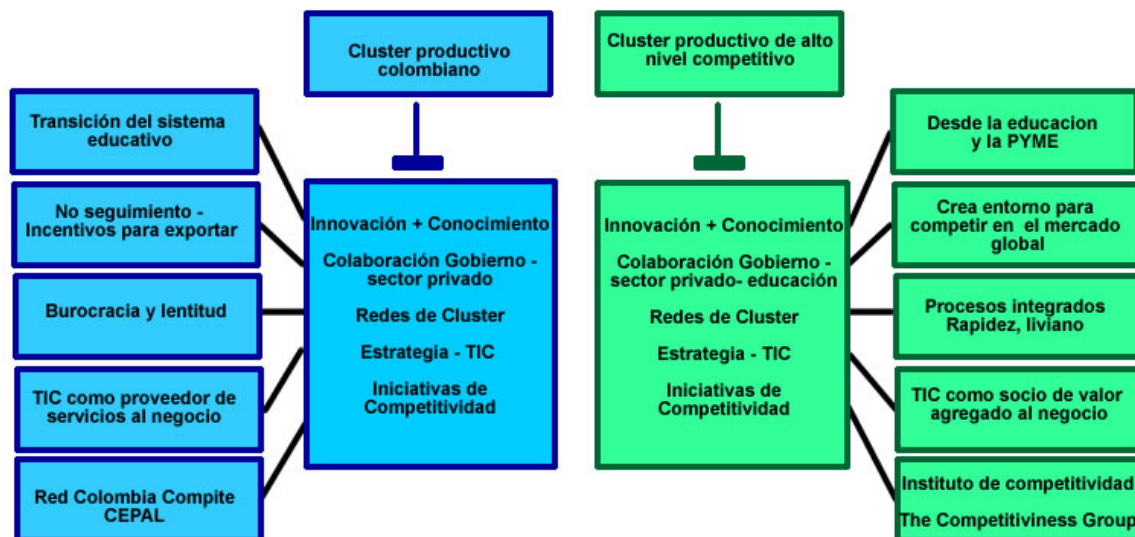 Cluster productivo
colombiano
Cluster productivo de alto
nivel competitivo
Transición del sistema
educativo
No seguimiento -
Incentivos para exportar
Burocracia y lentitud
TIC como proveedor de
servicios al negocio
Red Colombia Compite
CEPAL
Innovación + Conocimiento
Colaboración Gobierno -
sector privado
Redes de Cluster
Estrategia - TIC
Iniciativas de
Competitividad
Innovación + Conocimiento
Colaboración Gobierno -
sector privado- educación
Redes de Cluster
Estrategia - TIC
Iniciativas de
Competitividad
Desde la educacion
y la PYME
Crea entorno para
competir en el mercado
global
Procesos integrados
Rapidez, liviano
TIC como socio de valor
agregado al negocio
Instituto de competitividad
The Competitiviness Group